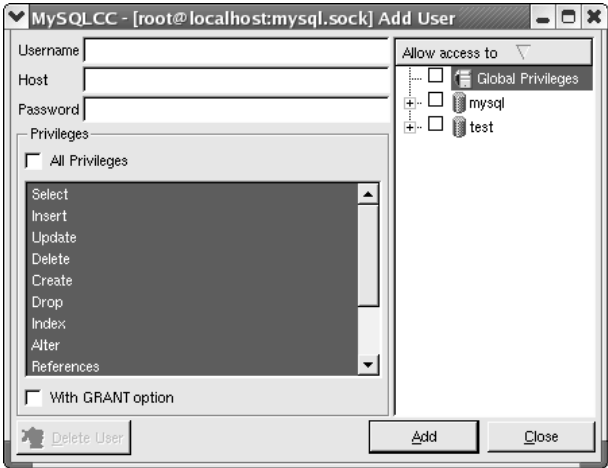 MySQLCC - [root@localhost:mysql.sock] Add User
Username
Host
Password
Privileges
All Privileges
Select
Insert
Update
Delete
Create
Drop
Index
Alter
References
With GRANT option
Allow access to
Global Privileges
mysql
test
Delete User
Add
Close